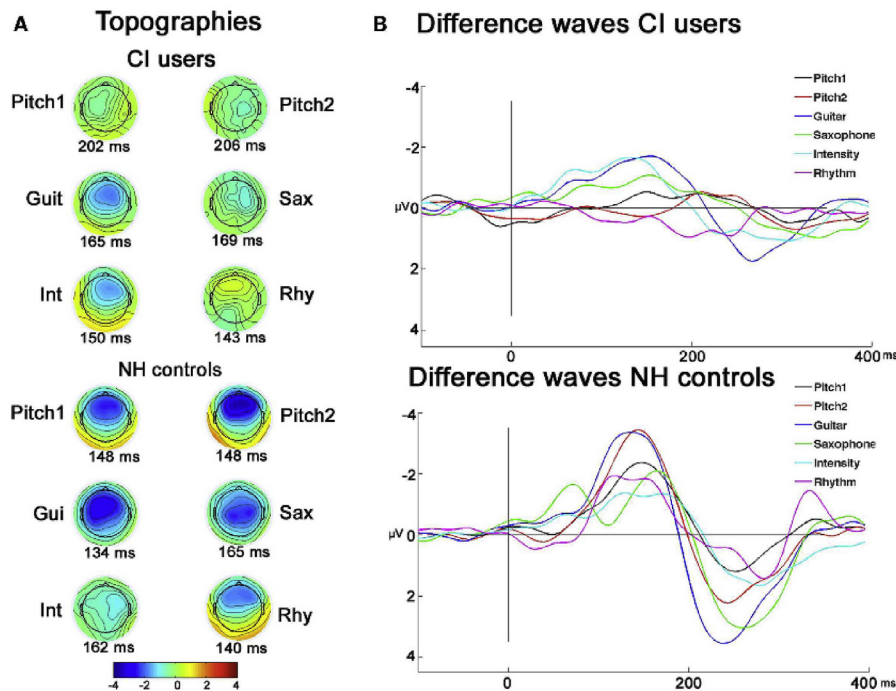 A
Topographies
CI users
Pitch1
Pitch2
202 ms
206 ms
Guit
Sax
165 ms
169 ms
Int
Rhy
150 ms
143 ms
NH controls
Pitch1
Pitch2
148 ms
148 ms
Gui
Sax
134 ms
165 ms
Int
Rhy
162 ms
140 ms
-4 -2 0 2 4
B
Difference waves CI users
Pitch1
Pitch2
Guitar
Saxophone
Intensity
Rhythm
-4
-2
µV0
2
4
0 200 400 ms
Difference waves NH controls
Pitch1
Pitch2
Guitar
Saxophone
Intensity
Rhythm
-4
-2
µV 0
2
4
0 200 400 ms